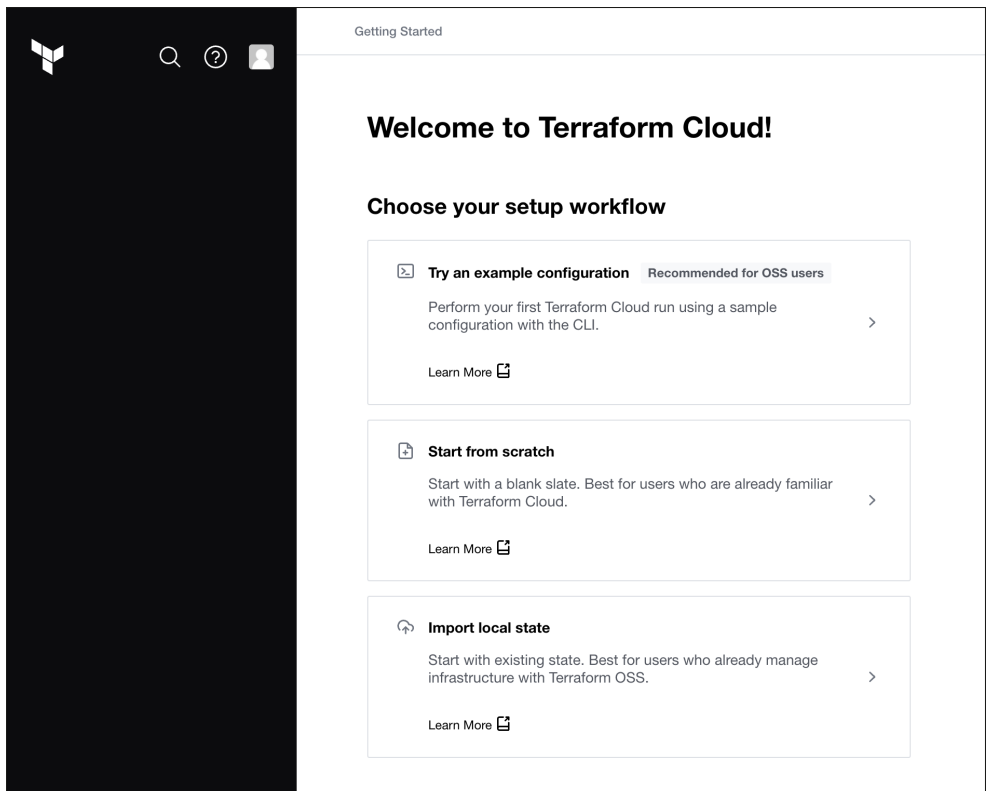 Getting Started
Welcome to Terraform Cloud!
Choose your setup workflow
Try an example configuration Recommended for OSS users
Perform your first Terraform Cloud run using a sample
configuration with the CLI.
Learn More
Start from scratch
Start with a blank slate. Best for users who are already familiar
with Terraform Cloud.
Learn More
Import local state
Start with existing state. Best for users who already manage
infrastructure with Terraform OSS.
Learn More